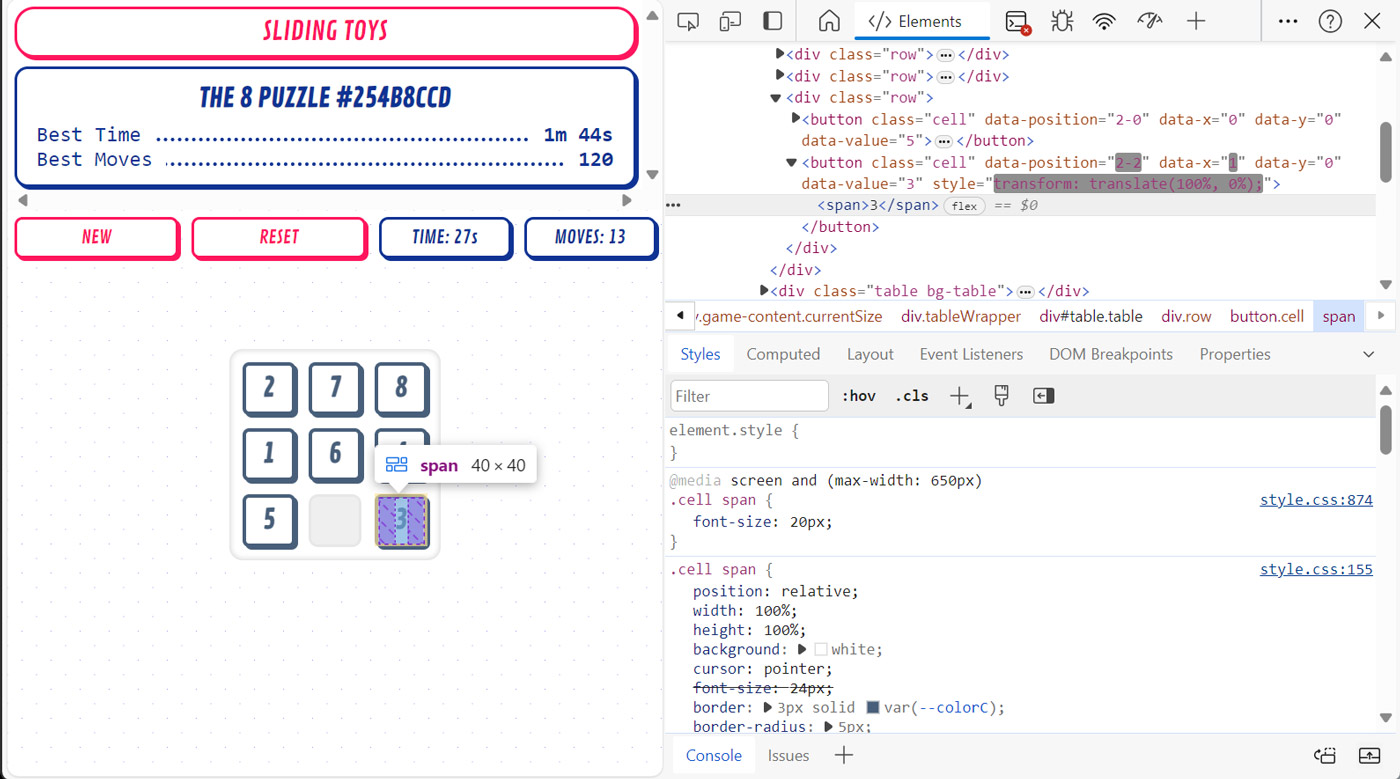 SLIDING TOYS
THE 8 PUZZLE #254B8CCD
Best Time ........................................ 1m 44s
Best Moves ........................................ 120
NEW
RESET
TIME: 27s
MOVES: 13
2 7 8
1 6
5 3
span 40 × 40
Elements
<div class="row"> ••• </div>
<div class="row"> ••• </div>
<div class="row">
<button class="cell" data-position="2-0" data-x="0" data-y="0"
data-value="5"> ••• </button>
<button class="cell" data-position="2-2" data-x="1" data-y="0"
data-value="3" style="transform: translate(100%, 0%);">
<span>3</span> flex == $0
</button>
</div>
</div>
<div class="table bg-table"> ••• </div>
.game-content.currentSize div.tableWrapper div#table.table div.row button.cell span
Styles Computed Layout Event Listeners DOM Breakpoints Properties
Filter :hov .cls
element.style {
}
@media screen and (max-width: 650px)
.cell span { style.css:874
font-size: 20px;
}
.cell span { style.css:155
position: relative;
width: 100%;
height: 100%;
background: white;
cursor: pointer;
font-size: 24px;
border: 3px solid var(--colorC);
border-radius: 5px;
Console Issues